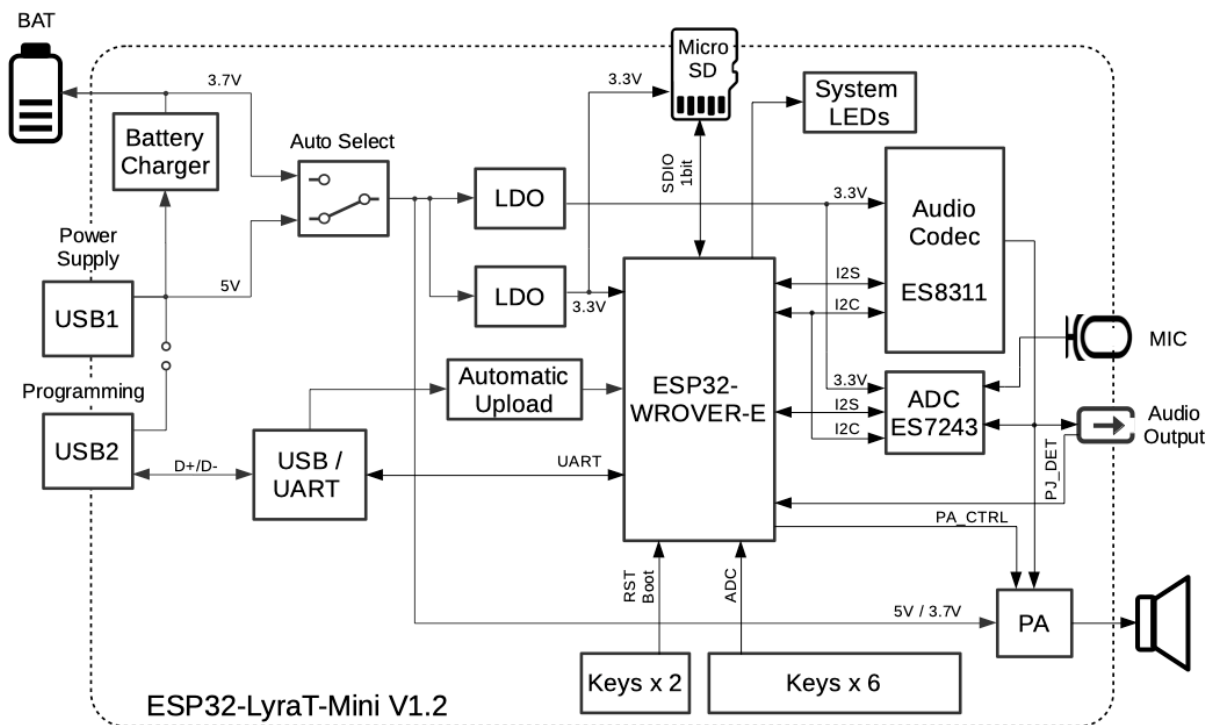 BAT
3.7V
Battery
Charger
Auto Select
Micro
SD
3.3V
System
LEDs
SDIO
1bit
LDO
3.3V
Audio
Codec
ES8311
Power
Supply
USB1
5V
LDO
3.3V
I2S
I2C
MIC
Programming
USB2
Automatic
Upload
ESP32-
WROVER-E
3.3V
I2S
I2C
ADC
ES7243
Audio
Output
D+/D-
USB /
UART
UART
PJ_DET
PA_CTRL
RST
Boot
ADC
5V / 3.7V
PA
Keys x 2
Keys x 6
ESP32-LyraT-Mini V1.2